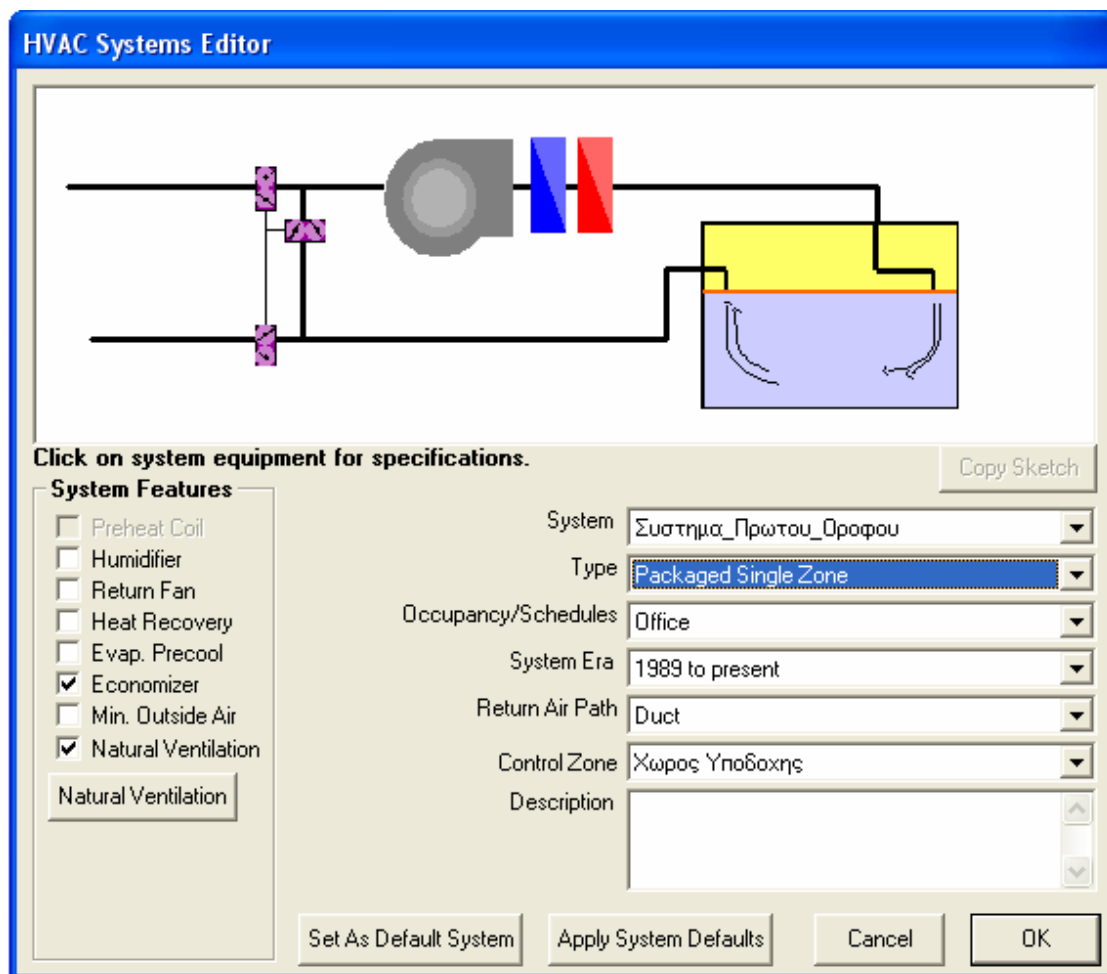 HVAC Systems Editor
Click on system equipment for specifications.
Copy Sketch
System Features
Preheat Coil
Humidifier
Return Fan
Heat Recovery
Evap. Precool
Economizer
Min. Outside Air
Natural Ventilation
Natural Ventilation
System Συστημα_Πρωτου_Οροφου
Type Packaged Single Zone
Occupancy/Schedules Office
System Era 1989 to present
Return Air Path Duct
Control Zone Χωρος Υποδοχης
Description
Set As Default System Apply System Defaults Cancel OK